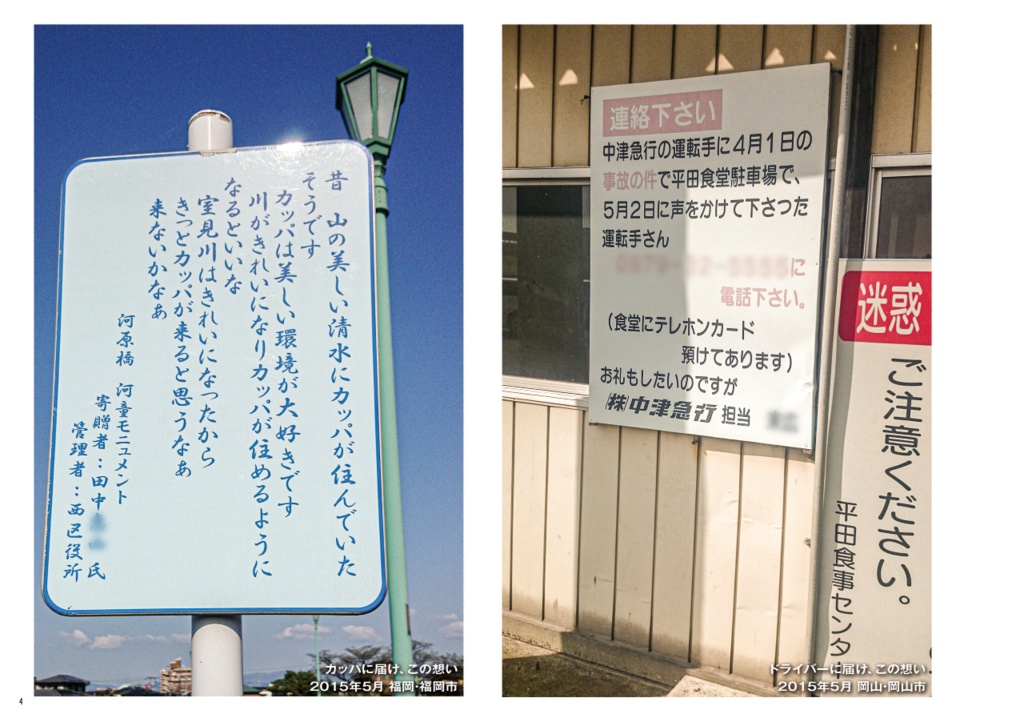 昔　山の美しい清水にカッパが住んでいた
そうです
カッパは美しい環境が大好きです
川がきれいになりカッパが住めるように
なるといいな
室見川はきれいになったから
きっとカッパが来ると思うなぁ
来ないかなぁ
河原橋　河童モニュメント
寄贈者：田中　氏
管理者：西区役所
カッパに届け、この想い
2015年5月 福岡・福岡市
連絡下さい
中津急行の運転手に4月1日の
事故の件で平田食堂駐車場で、
5月2日に声をかけて下さつた
運転手さん
に
電話下さい。
（食堂にテレホンカード
預けてあります）
お礼もしたいのですが
㈱中津急行 担当
迷惑
ご注意ください。
平田食事センター
ドライバーに届け、この想い
2015年5月 岡山・岡山市
4